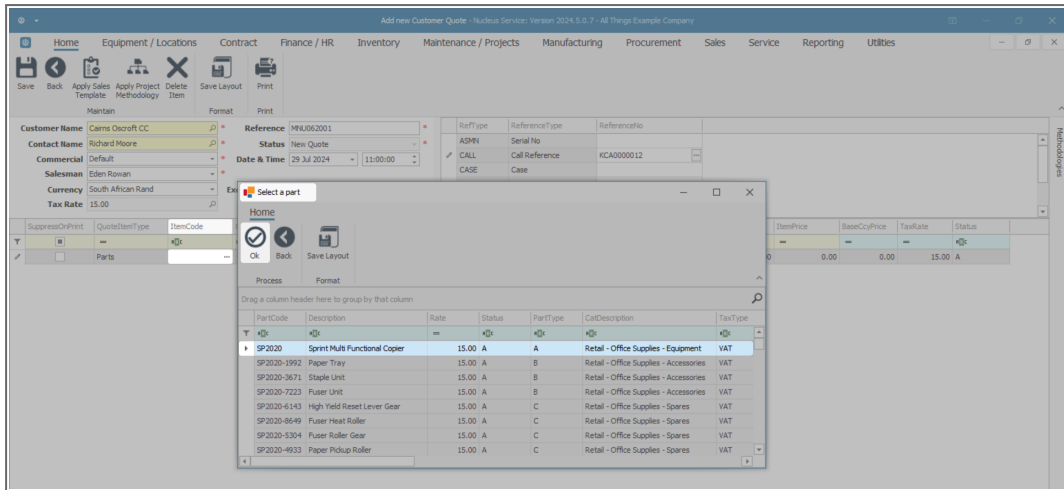 Add new Customer Quote - Nucleus Service: Version 2024.5.0.7 - All Things Example Company
Home Equipment / Locations Contract Finance / HR Inventory Maintenance / Projects Manufacturing Procurement Sales Service Reporting Utilities
Save Back Apply Sales Template Apply Project Methodology Delete Item Save Layout Print
Maintain Format Print
Customer Name Cairns Oscroft CC * Reference MNU062001 *
Contact Name Richard Moore * Status New Quote *
Commercial Default * Date & Time 29 Jul 2024 11:00:00
Salesman Eden Rowan *
Currency South African Rand Ex
Tax Rate 15.00
RefType ReferenceType ReferenceNo
ASMN Serial No
CALL Call Reference KCA0000012 ...
CASE Case
Methodologies
SuppressOnPrint QuoteItemType ItemCode ItemPrice BaseCcyPrice TaxRate Status
Parts ... 0 0.00 0.00 15.00 A
Select a part
Home
Ok Back Save Layout
Process Format
Drag a column header here to group by that column
PartCode Description Rate Status PartType CatDescription TaxType
SP2020 Sprint Multi Functional Copier 15.00 A A Retail - Office Supplies - Equipment VAT
SP2020-1992 Paper Tray 15.00 A B Retail - Office Supplies - Accessories VAT
SP2020-3671 Staple Unit 15.00 A B Retail - Office Supplies - Accessories VAT
SP2020-7223 Fuser Unit 15.00 A B Retail - Office Supplies - Accessories VAT
SP2020-6143 High Yield Reset Lever Gear 15.00 A C Retail - Office Supplies - Spares VAT
SP2020-8649 Fuser Heat Roller 15.00 A C Retail - Office Supplies - Spares VAT
SP2020-5304 Fuser Roller Gear 15.00 A C Retail - Office Supplies - Spares VAT
SP2020-4933 Paper Pickup Roller 15.00 A C Retail - Office Supplies - Spares VAT